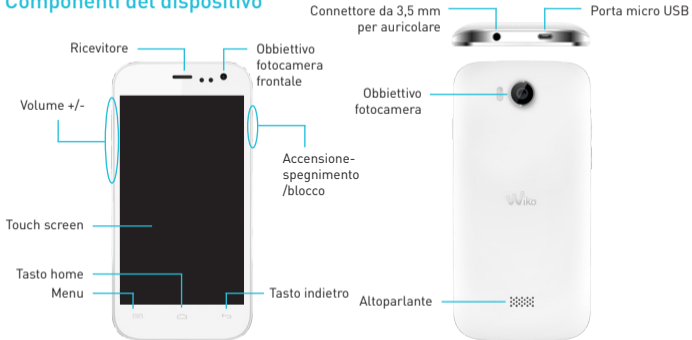 Componenti del dispositivo
Connettore da 3,5 mm
per auricolare
Porta micro USB
Ricevitore
Obbiettivo
fotocamera
frontale
Volume +/-
Obbiettivo
fotocamera
Accensione-
spegnimento
/blocco
Wiko
Touch screen
Tasto home
Menu
Tasto indietro
Altoparlante